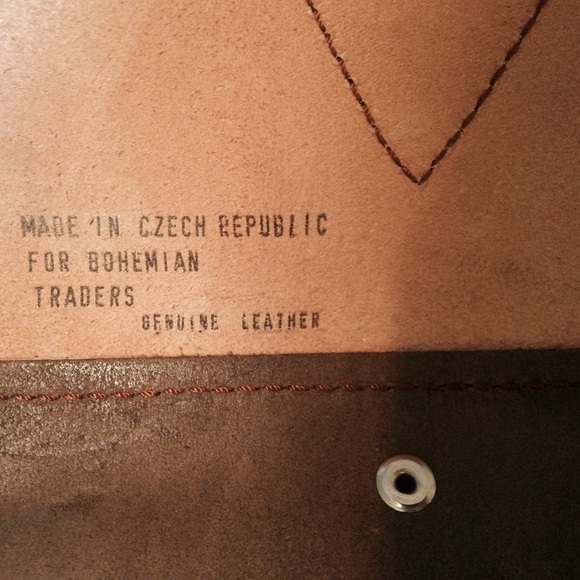 MADE IN CZECH REPUBLIC
FOR BOHEMIAN
TRADERS
GENUINE LEATHER